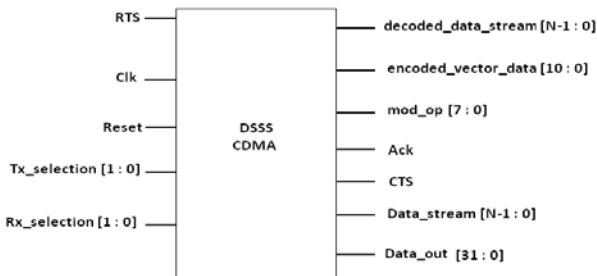 RTS
Clk
Reset
Tx_selection [1 : 0]
Rx_selection [1 : 0]
DSSS
CDMA
decoded_data_stream [N-1 : 0]
encoded_vector_data [10 : 0]
mod_op [7 : 0]
Ack
CTS
Data_stream [N-1 : 0]
Data_out [31 : 0]